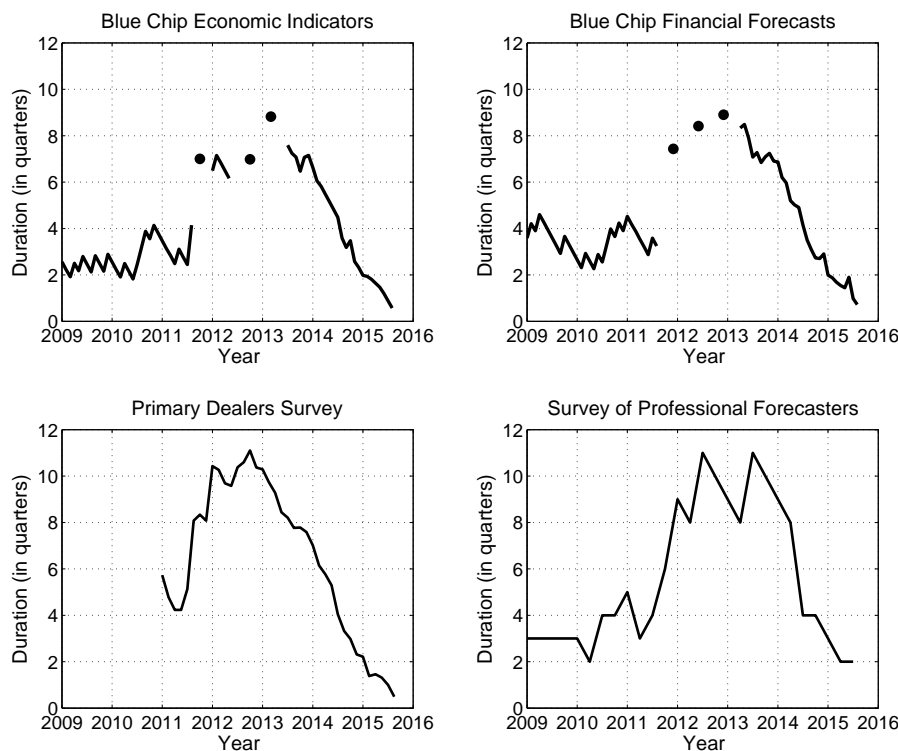 Blue Chip Economic Indicators
12
10
8
6
4
2
0
Duration (in quarters)
2009 2010 2011 2012 2013 2014 2015 2016
Year
Blue Chip Financial Forecasts
12
10
8
6
4
2
0
Duration (in quarters)
2009 2010 2011 2012 2013 2014 2015 2016
Year
Primary Dealers Survey
12
10
8
6
4
2
0
Duration (in quarters)
2009 2010 2011 2012 2013 2014 2015 2016
Year
Survey of Professional Forecasters
12
10
8
6
4
2
0
Duration (in quarters)
2009 2010 2011 2012 2013 2014 2015 2016
Year